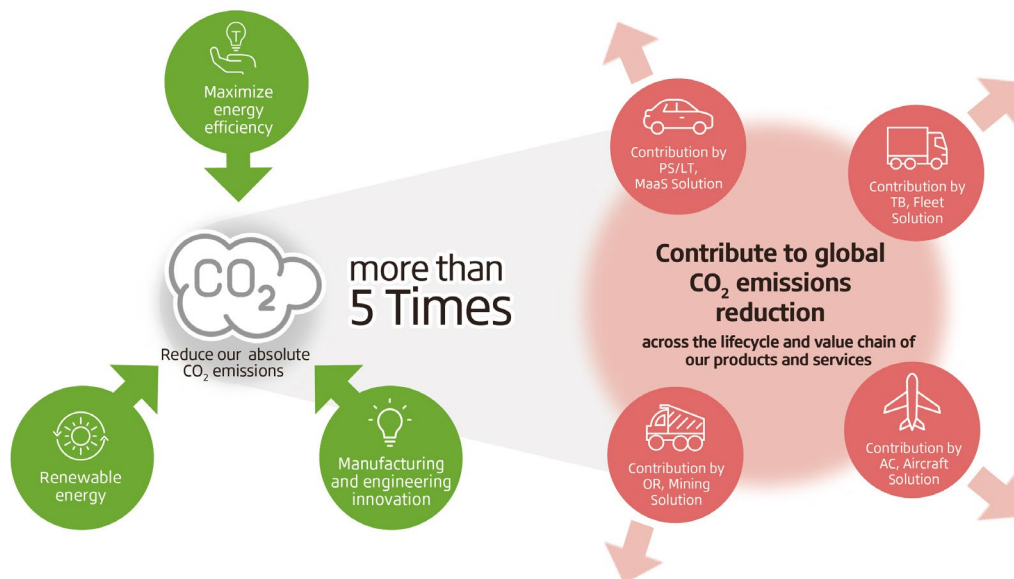 T
Maximize
energy
efficiency
CO2
Reduce our absolute
CO2 emissions
Renewable
energy
Manufacturing
and engineering
innovation
more than
5 Times
Contribution by
PS/LT,
MaaS Solution
Contribution by
TB, Fleet
Solution
Contribute to global
CO2 emissions
reduction
across the lifecycle and value chain of
our products and services
Contribution by
OR, Mining
Solution
Contribution by
AC, Aircraft
Solution